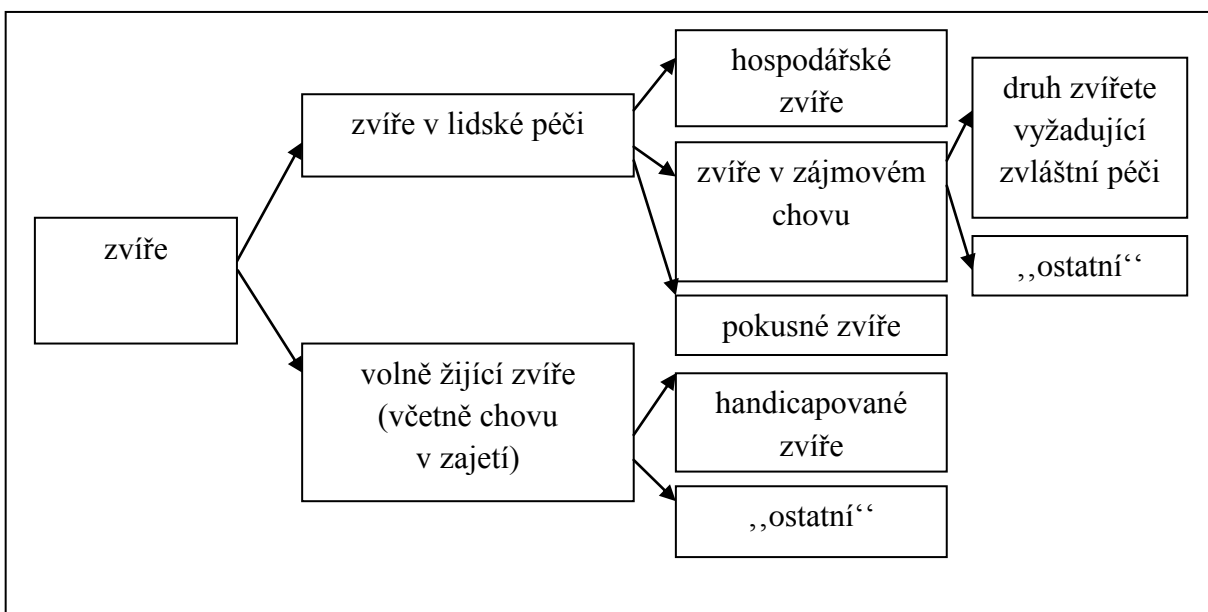 zvíře
zvíře v lidské péči
volně žijící zvíře
(včetně chovu
v zajetí)
hospodářské
zvíře
zvíře v zájmovém
chovu
pokusné zvíře
handicapované
zvíře
,,ostatní‘‘
druh zvířete
vyžadující
zvláštní péči
,,ostatní‘‘